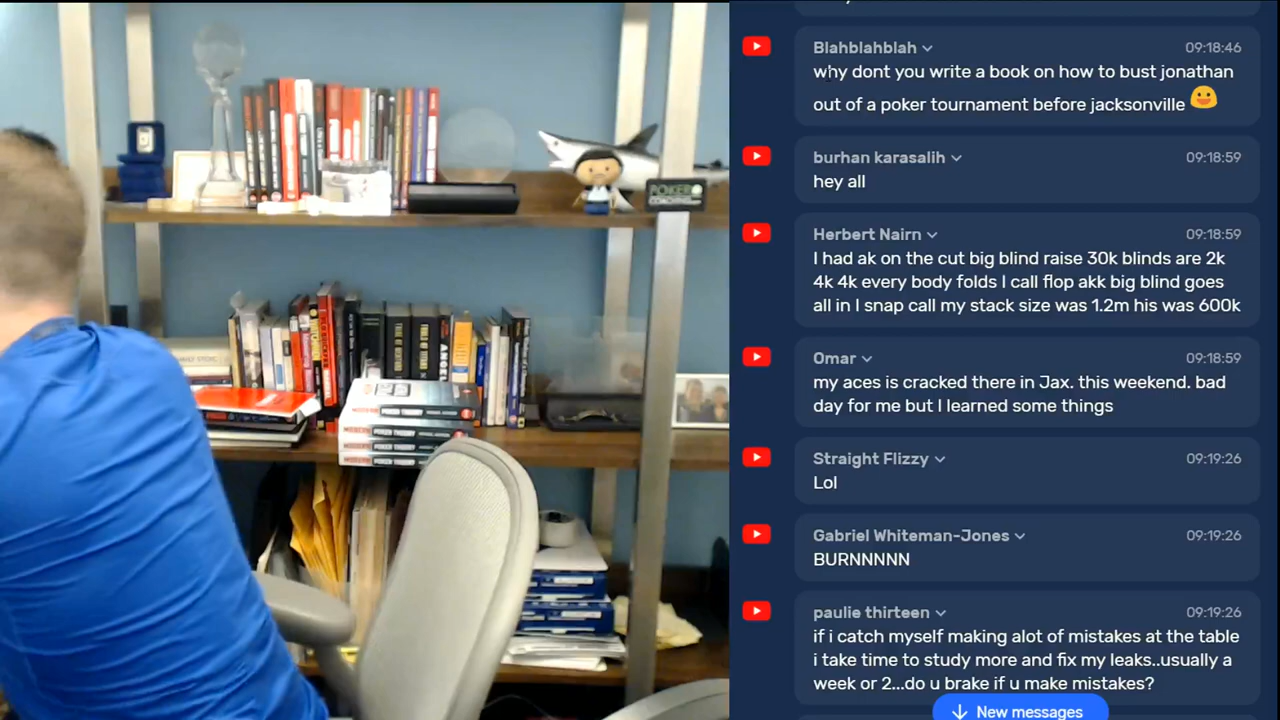 Blahblahblah
09:18:46
why dont you write a book on how to bust jonathan
out of a poker tournament before jacksonville 😃
burhan karasalih
09:18:59
hey all
Herbert Nairn
09:18:59
I had ak on the cut big blind raise 30k blinds are 2k
4k 4k every body folds I call flop akk big blind goes
all in I snap call my stack size was 1.2m his was 600k
Omar
09:18:59
my aces is cracked there in Jax. this weekend. bad
day for me but I learned some things
Straight Flizzy
09:19:26
Lol
Gabriel Whiteman-Jones
09:19:26
BURNNNNN
paulie thirteen
09:19:26
if i catch myself making alot of mistakes at the table
i take time to study more and fix my leaks..usually a
week or 2...do u brake if u make mistakes?
New messages
POKER
COACHING
MODERN POKER THEORY